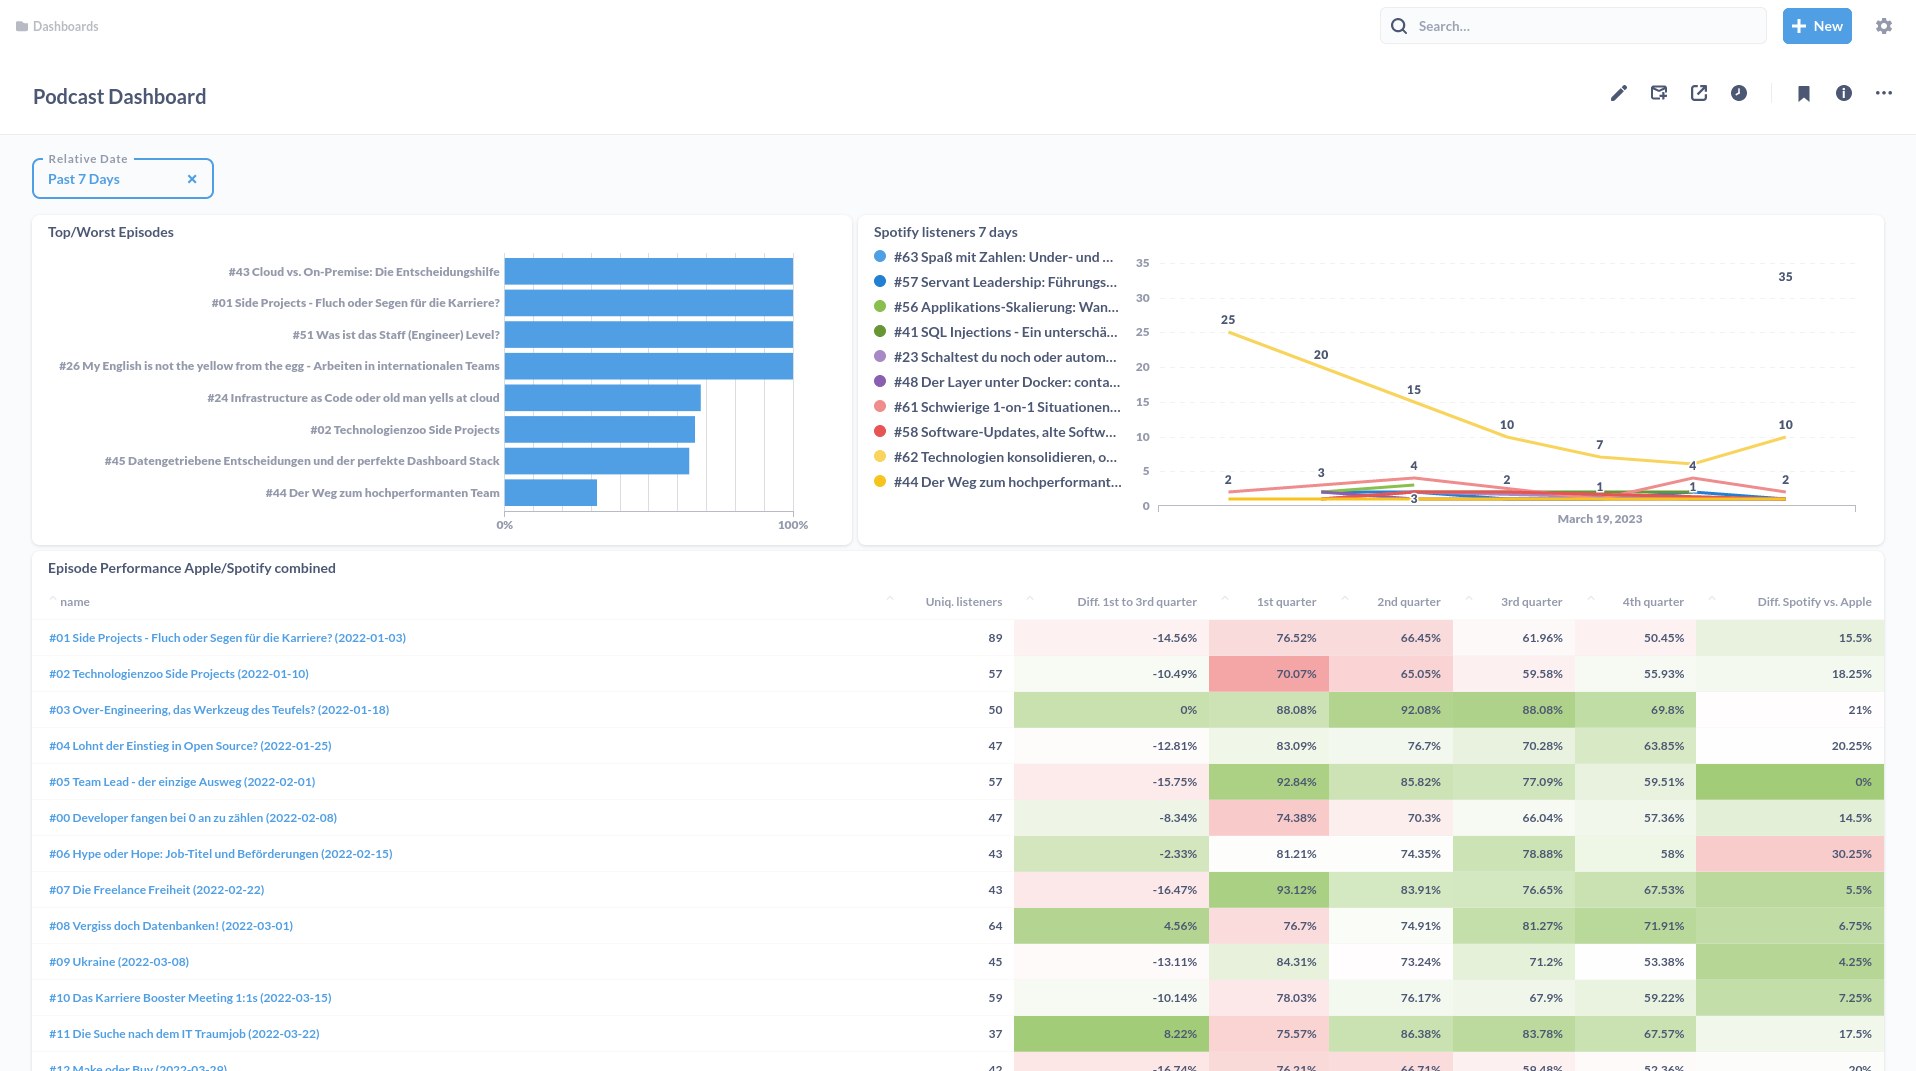 Dashboards
Search...
New
Podcast Dashboard
Relative Date
Past 7 Days
Top/Worst Episodes
#43 Cloud vs. On-Premise: Die Entscheidungshilfe
#01 Side Projects - Fluch oder Segen für die Karriere?
#51 Was ist das Staff (Engineer) Level?
#26 My English is not the yellow from the egg - Arbeiten in internationalen Teams
#24 Infrastructure as Code oder old man yells at cloud
#02 Technologienzoo Side Projects
#45 Datengetriebene Entscheidungen und der perfekte Dashboard Stack
#44 Der Weg zum hochperformanten Team
0% 100%
Spotify listeners 7 days
#63 Spaß mit Zahlen: Under- und ...
#57 Servant Leadership: Führungs...
#56 Applikations-Skalierung: Wan...
#41 SQL Injections - Ein unterschä...
#23 Schaltest du noch oder autom...
#48 Der Layer unter Docker: conta...
#61 Schwierige 1-on-1 Situationen...
#58 Software-Updates, alte Softw...
#62 Technologien konsolidieren, o...
#44 Der Weg zum hochperformant...
35
30
25
20
15
10
5
0
35
25
20
15
10
7
4
10
2
3
4
2
1
1
2
3
March 19, 2023
Episode Performance Apple/Spotify combined
name Uniq. listeners Diff. 1st to 3rd quarter 1st quarter 2nd quarter 3rd quarter 4th quarter Diff. Spotify vs. Apple
#01 Side Projects - Fluch oder Segen für die Karriere? (2022-01-03) 89 -14.56% 76.52% 66.45% 61.96% 50.45% 15.5%
#02 Technologienzoo Side Projects (2022-01-10) 57 -10.49% 70.07% 65.05% 59.58% 55.93% 18.25%
#03 Over-Engineering, das Werkzeug des Teufels? (2022-01-18) 50 0% 88.08% 92.08% 88.08% 69.8% 21%
#04 Lohnt der Einstieg in Open Source? (2022-01-25) 47 -12.81% 83.09% 76.7% 70.28% 63.85% 20.25%
#05 Team Lead - der einzige Ausweg (2022-02-01) 57 -15.75% 92.84% 85.82% 77.09% 59.51% 0%
#00 Developer fangen bei 0 an zu zählen (2022-02-08) 47 -8.34% 74.38% 70.3% 66.04% 57.36% 14.5%
#06 Hype oder Hope: Job-Titel und Beförderungen (2022-02-15) 43 -2.33% 81.21% 74.35% 78.88% 58% 30.25%
#07 Die Freelance Freiheit (2022-02-22) 43 -16.47% 93.12% 83.91% 76.65% 67.53% 5.5%
#08 Vergiss doch Datenbanken! (2022-03-01) 64 4.56% 76.7% 74.91% 81.27% 71.91% 6.75%
#09 Ukraine (2022-03-08) 45 -13.11% 84.31% 73.24% 71.2% 53.38% 4.25%
#10 Das Karriere Booster Meeting 1:1s (2022-03-15) 59 -10.14% 78.03% 76.17% 67.9% 59.22% 7.25%
#11 Die Suche nach dem IT Traumjob (2022-03-22) 37 8.22% 75.57% 86.38% 83.78% 67.57% 17.5%
#12 Make oder Buy (2022-03-29) 42 -16.74% 76.21% 66.71% 59.48% 52.36% 20%